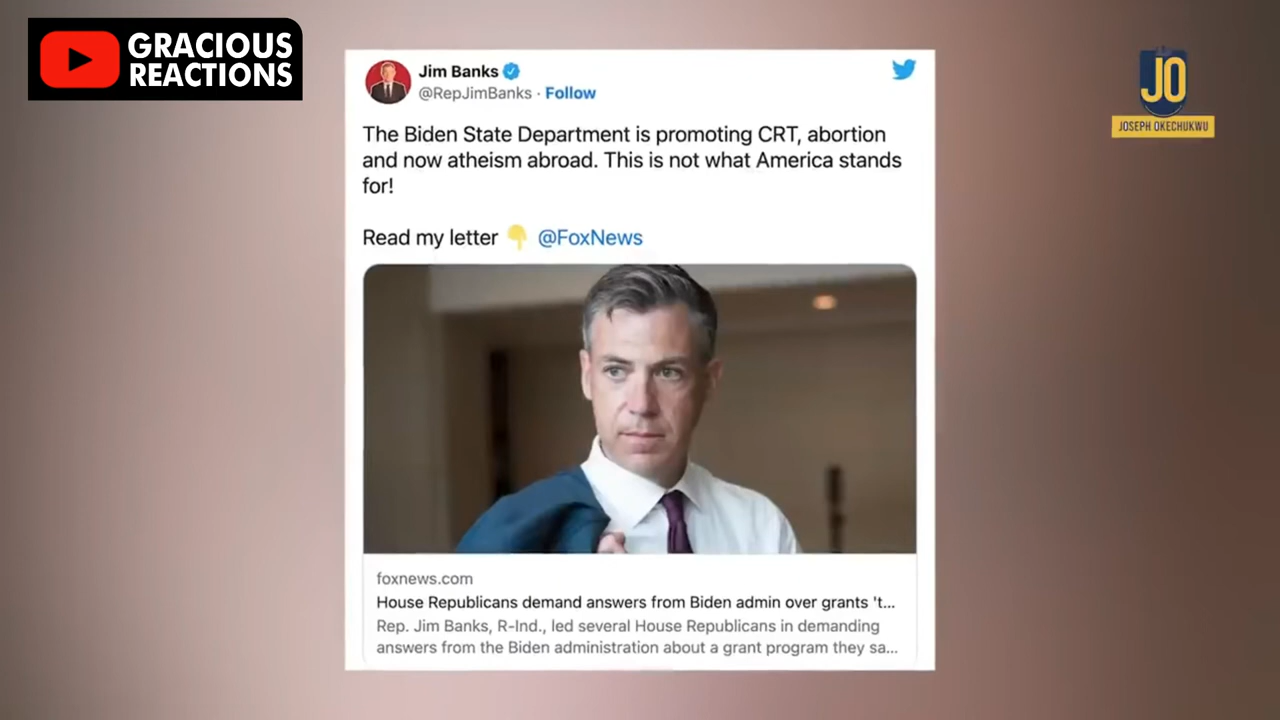 GRACIOUS
REACTIONS
JO
JOSEPH OKECHUKWU
Jim Banks
@RepJimBanks · Follow
The Biden State Department is promoting CRT, abortion
and now atheism abroad. This is not what America stands
for!
Read my letter 👇 @FoxNews
foxnews.com
House Republicans demand answers from Biden admin over grants 't...
Rep. Jim Banks, R-Ind., led several House Republicans in demanding
answers from the Biden administration about a grant program they sa...